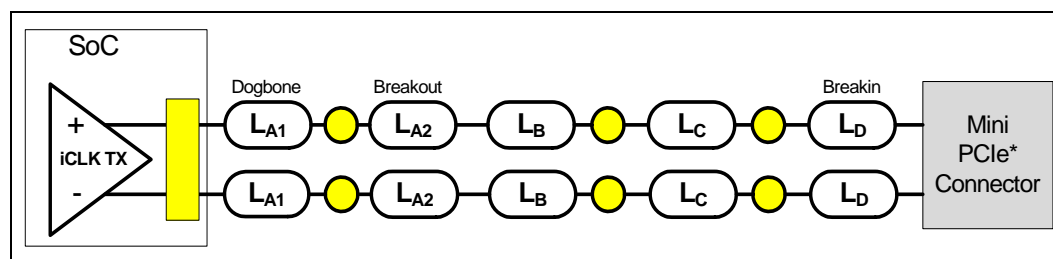 SoC
Dogbone Breakout Breakin
+
iCLK TX
-
LA1 LA2 LB LC LD
LA1 LA2 LB LC LD
Mini
PCIe*
Connector